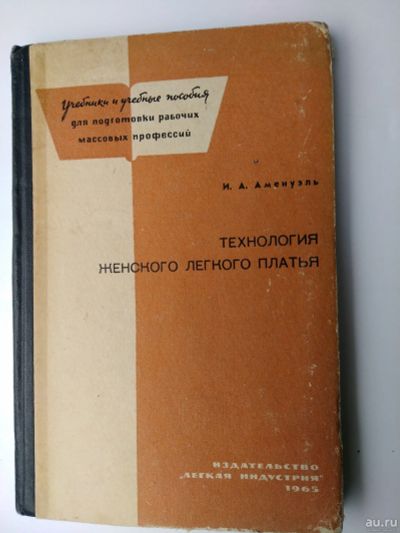 Учебники и учебные пособия
для подготовки рабочих
массовых профессий
И. А. Аменуэль
ТЕХНОЛОГИЯ
ЖЕНСКОГО ЛЕГКОГО ПЛАТЬЯ
ИЗДАТЕЛЬСТВО
„ЛЕГКАЯ ИНДУСТРИЯ"
1965
au.ru